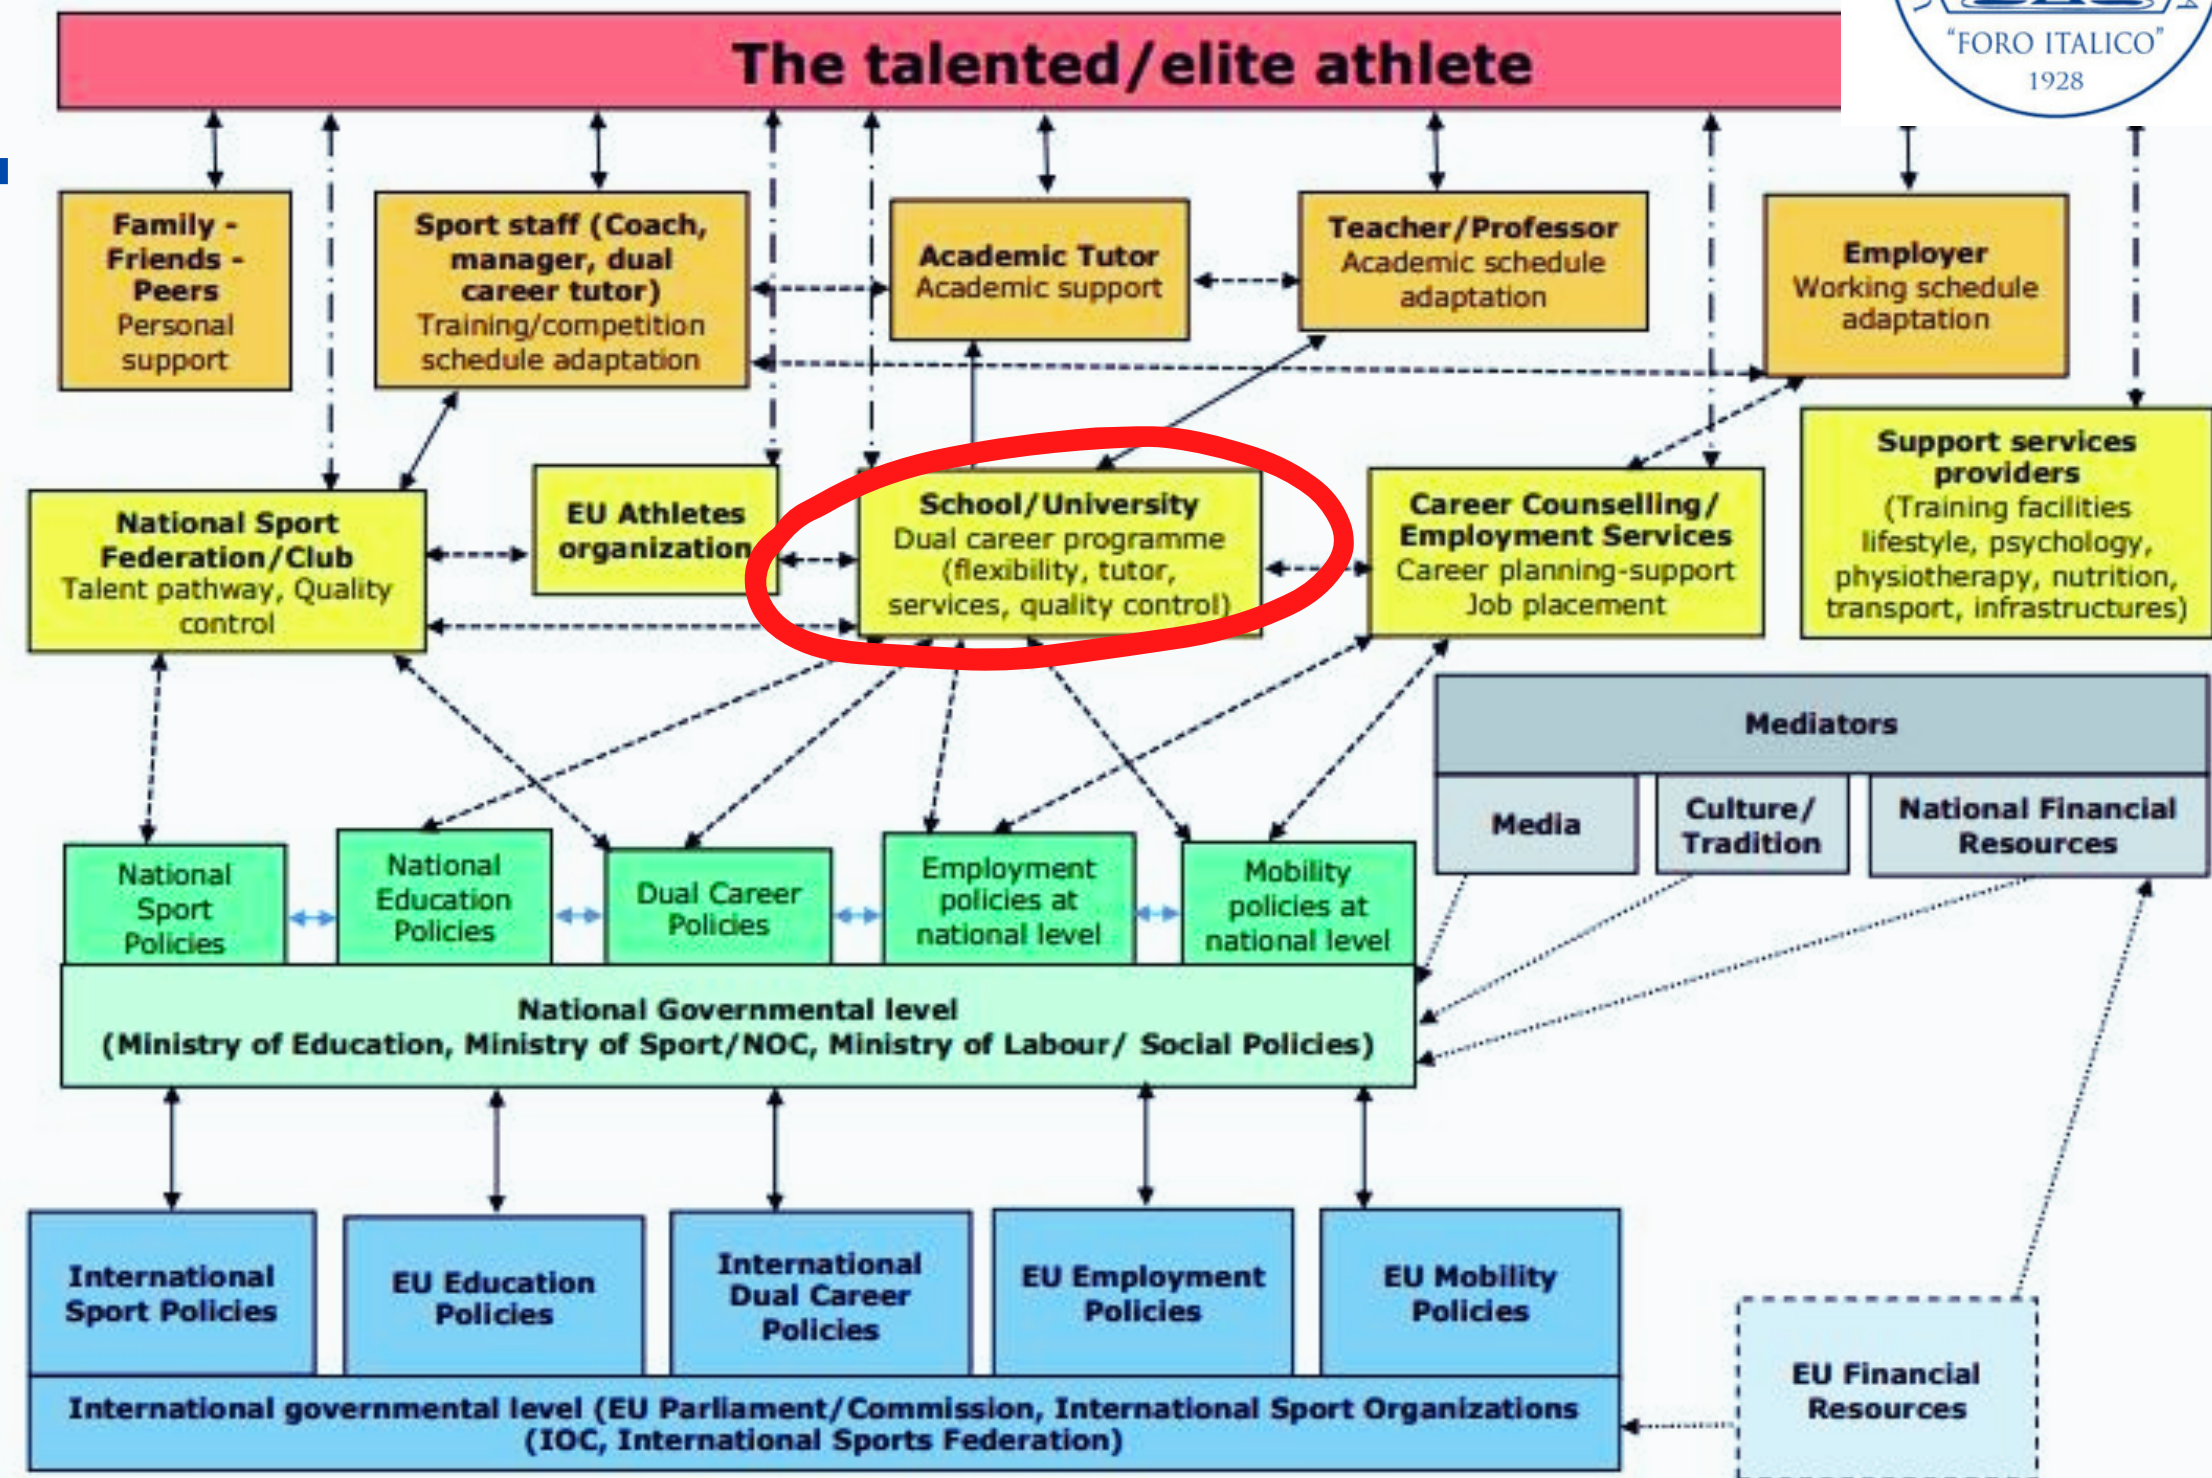 The talented/elite athlete
"FORO ITALICO"
1928
Family -
Friends -
Peers
Personal
support
Sport staff (Coach,
manager, dual
career tutor)
Training/competition
schedule adaptation
Academic Tutor
Academic support
Teacher/Professor
Academic schedule
adaptation
Employer
Working schedule
adaptation
National Sport
Federation/Club
Talent pathway, Quality
control
EU Athletes
organization
School/University
Dual career programme
(flexibility, tutor,
services, quality control)
Career Counselling/
Employment Services
Career planning-support
Job placement
Support services
providers
(Training facilities
lifestyle, psychology,
physiotherapy, nutrition,
transport, infrastructures)
Mediators
Media
Culture/
Tradition
National Financial
Resources
National
Sport
Policies
National
Education
Policies
Dual Career
Policies
Employment
policies at
national level
Mobility
policies at
national level
National Governmental level
(Ministry of Education, Ministry of Sport/NOC, Ministry of Labour/ Social Policies)
International
Sport Policies
EU Education
Policies
International
Dual Career
Policies
EU Employment
Policies
EU Mobility
Policies
EU Financial
Resources
International governmental level (EU Parliament/Commission, International Sport Organizations
(IOC, International Sports Federation)